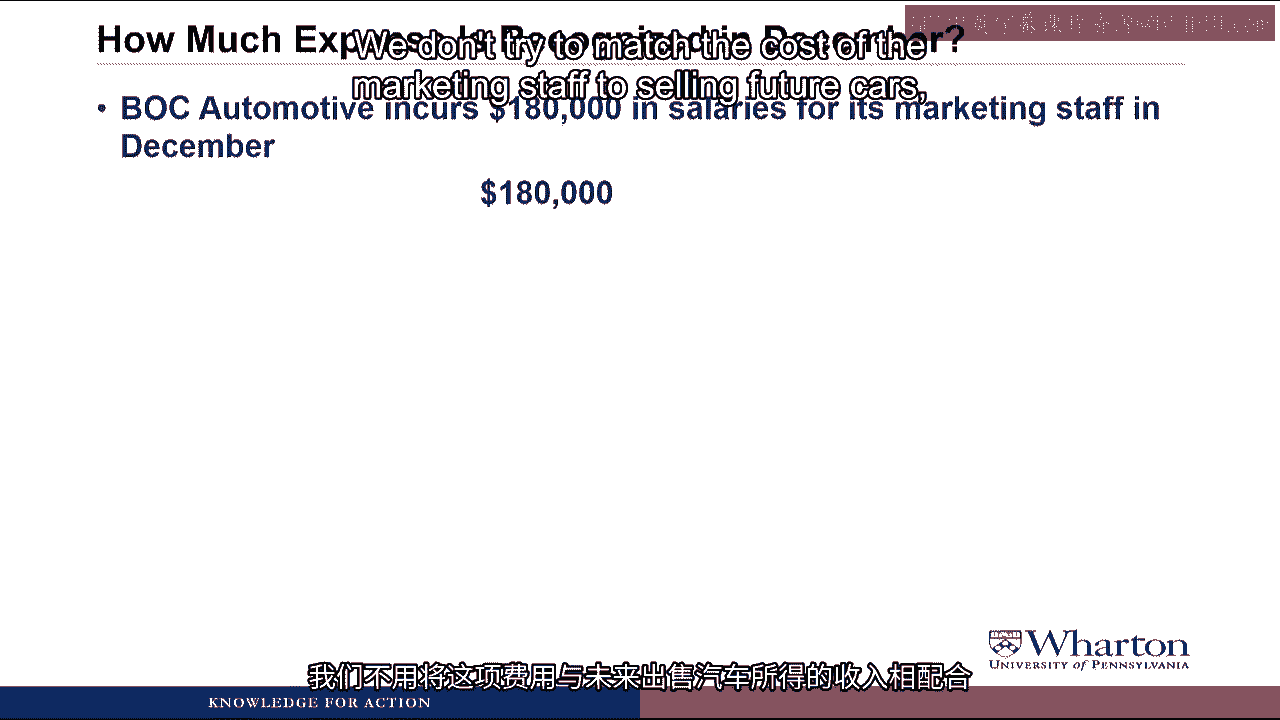 How Much Expense Is Recognized in December?
We don't try to match the cost of the
marketing staff to selling future cars,
• BOC Automotive incurs $180,000 in salaries for its marketing staff in
December
$180,000
Wharton
UNIVERSITY of PENNSYLVANIA
我们不用将这项费用与未来出售汽车所得的收入相配合
KNOWLEDGE FOR ACTION